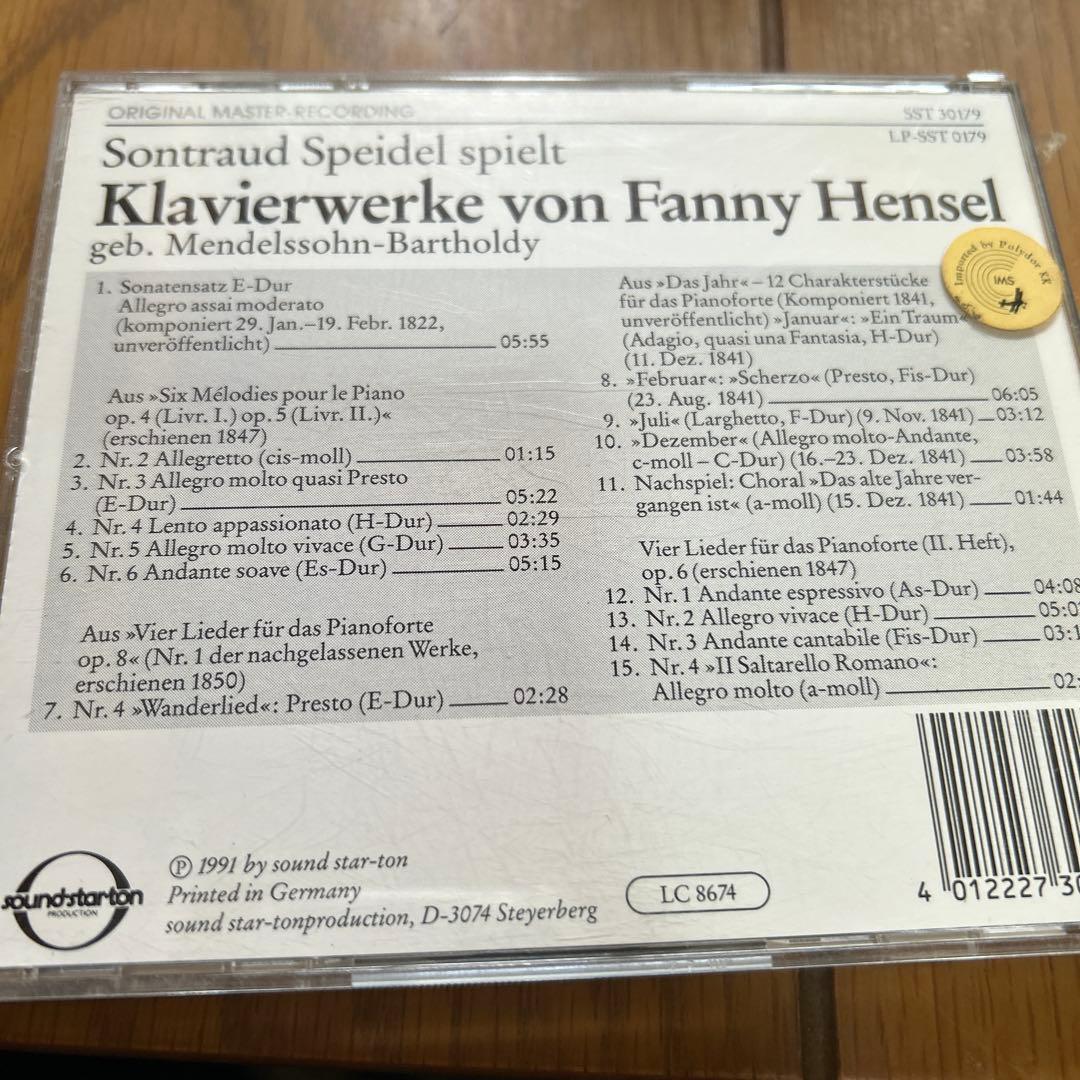 ORIGINAL MASTER-RECORDING
SST 30179
LP-SST 0179
Sontraud Speidel spielt
Klavierwerke von Fanny Hensel
geb. Mendelssohn-Bartholdy
Imported by Polydor KK
IMS
1. Sonatensatz E-Dur
Allegro assai moderato
(komponiert 29. Jan.–19. Febr. 1822,
unveröffentlicht) 05:55
Aus »Six Mélodies pour le Piano
op. 4 (Livr. I.) op. 5 (Livr. II.)«
(erschienen 1847)
2. Nr. 2 Allegretto (cis-moll) 01:15
3. Nr. 3 Allegro molto quasi Presto
(E-Dur) 05:22
4. Nr. 4 Lento appassionato (H-Dur) 02:29
5. Nr. 5 Allegro molto vivace (G-Dur) 03:35
6. Nr. 6 Andante soave (Es-Dur) 05:15
Aus »Vier Lieder für das Pianoforte
op. 8« (Nr. 1 der nachgelassenen Werke,
erschienen 1850)
7. Nr. 4 »Wanderlied«: Presto (E-Dur) 02:28
Aus »Das Jahr« – 12 Charakterstücke
für das Pianoforte (Komponiert 1841,
unveröffentlicht) »Januar«: »Ein Traum«
(Adagio, quasi una Fantasia, H-Dur)
(11. Dez. 1841)
8. »Februar«: »Scherzo« (Presto, Fis-Dur)
(23. Aug. 1841) 06:05
9. »Juli« (Larghetto, F-Dur) (9. Nov. 1841) 03:12
10. »Dezember« (Allegro molto-Andante,
c-moll – C-Dur) (16.–23. Dez. 1841) 03:58
11. Nachspiel: Choral »Das alte Jahre ver-
gangen ist« (a-moll) (15. Dez. 1841) 01:44
Vier Lieder für das Pianoforte (II. Heft),
op. 6 (erschienen 1847)
12. Nr. 1 Andante espressivo (As-Dur) 04:08
13. Nr. 2 Allegro vivace (H-Dur) 05:0
14. Nr. 3 Andante cantabile (Fis-Dur) 03:1
15. Nr. 4 »II Saltarello Romano«:
Allegro molto (a-moll) 02:
sound-star-ton
PRODUCTION
℗ 1991 by sound star-ton
Printed in Germany
sound star-tonproduction, D-3074 Steyerberg
LC 8674
4 012227 30